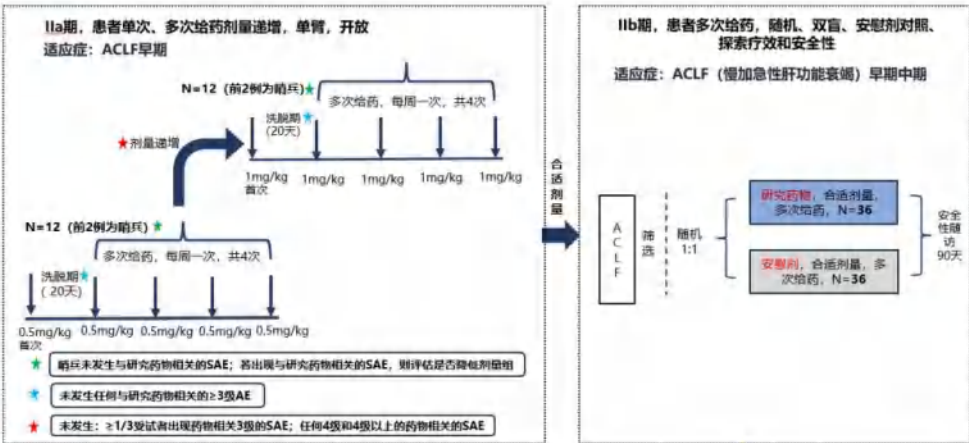 IIa期，患者单次、多次给药剂量递增，单臂，开放
适应症：ACLF早期
N=12（前2例为哨兵）
多次给药，每周一次，共4次
洗脱期
(20天)
剂量递增
1mg/kg 1mg/kg 1mg/kg 1mg/kg 1mg/kg
首次
N=12（前2例为哨兵）
多次给药，每周一次，共4次
洗脱期
( 20天)
0.5mg/kg 0.5mg/kg 0.5mg/kg 0.5mg/kg 0.5mg/kg
首次
哨兵未发生与研究药物相关的SAE；若出现与研究药物相关的SAE，则评估是否降低剂量组
未发生任何与研究药物相关的≥3级AE
未发生：≥1/3受试者出现药物相关3级的SAE；任何4级和4级以上的药物相关的SAE
合适剂量
IIb期，患者多次给药，随机、双盲、安慰剂对照、
探索疗效和安全性
适应症：ACLF（慢加急性肝功能衰竭）早期中期
ACLF
筛选
随机
1:1
研究药物，合适剂量，
多次给药，N=36
安慰剂，合适剂量，多
次给药，N=36
安全
性随
访
90天